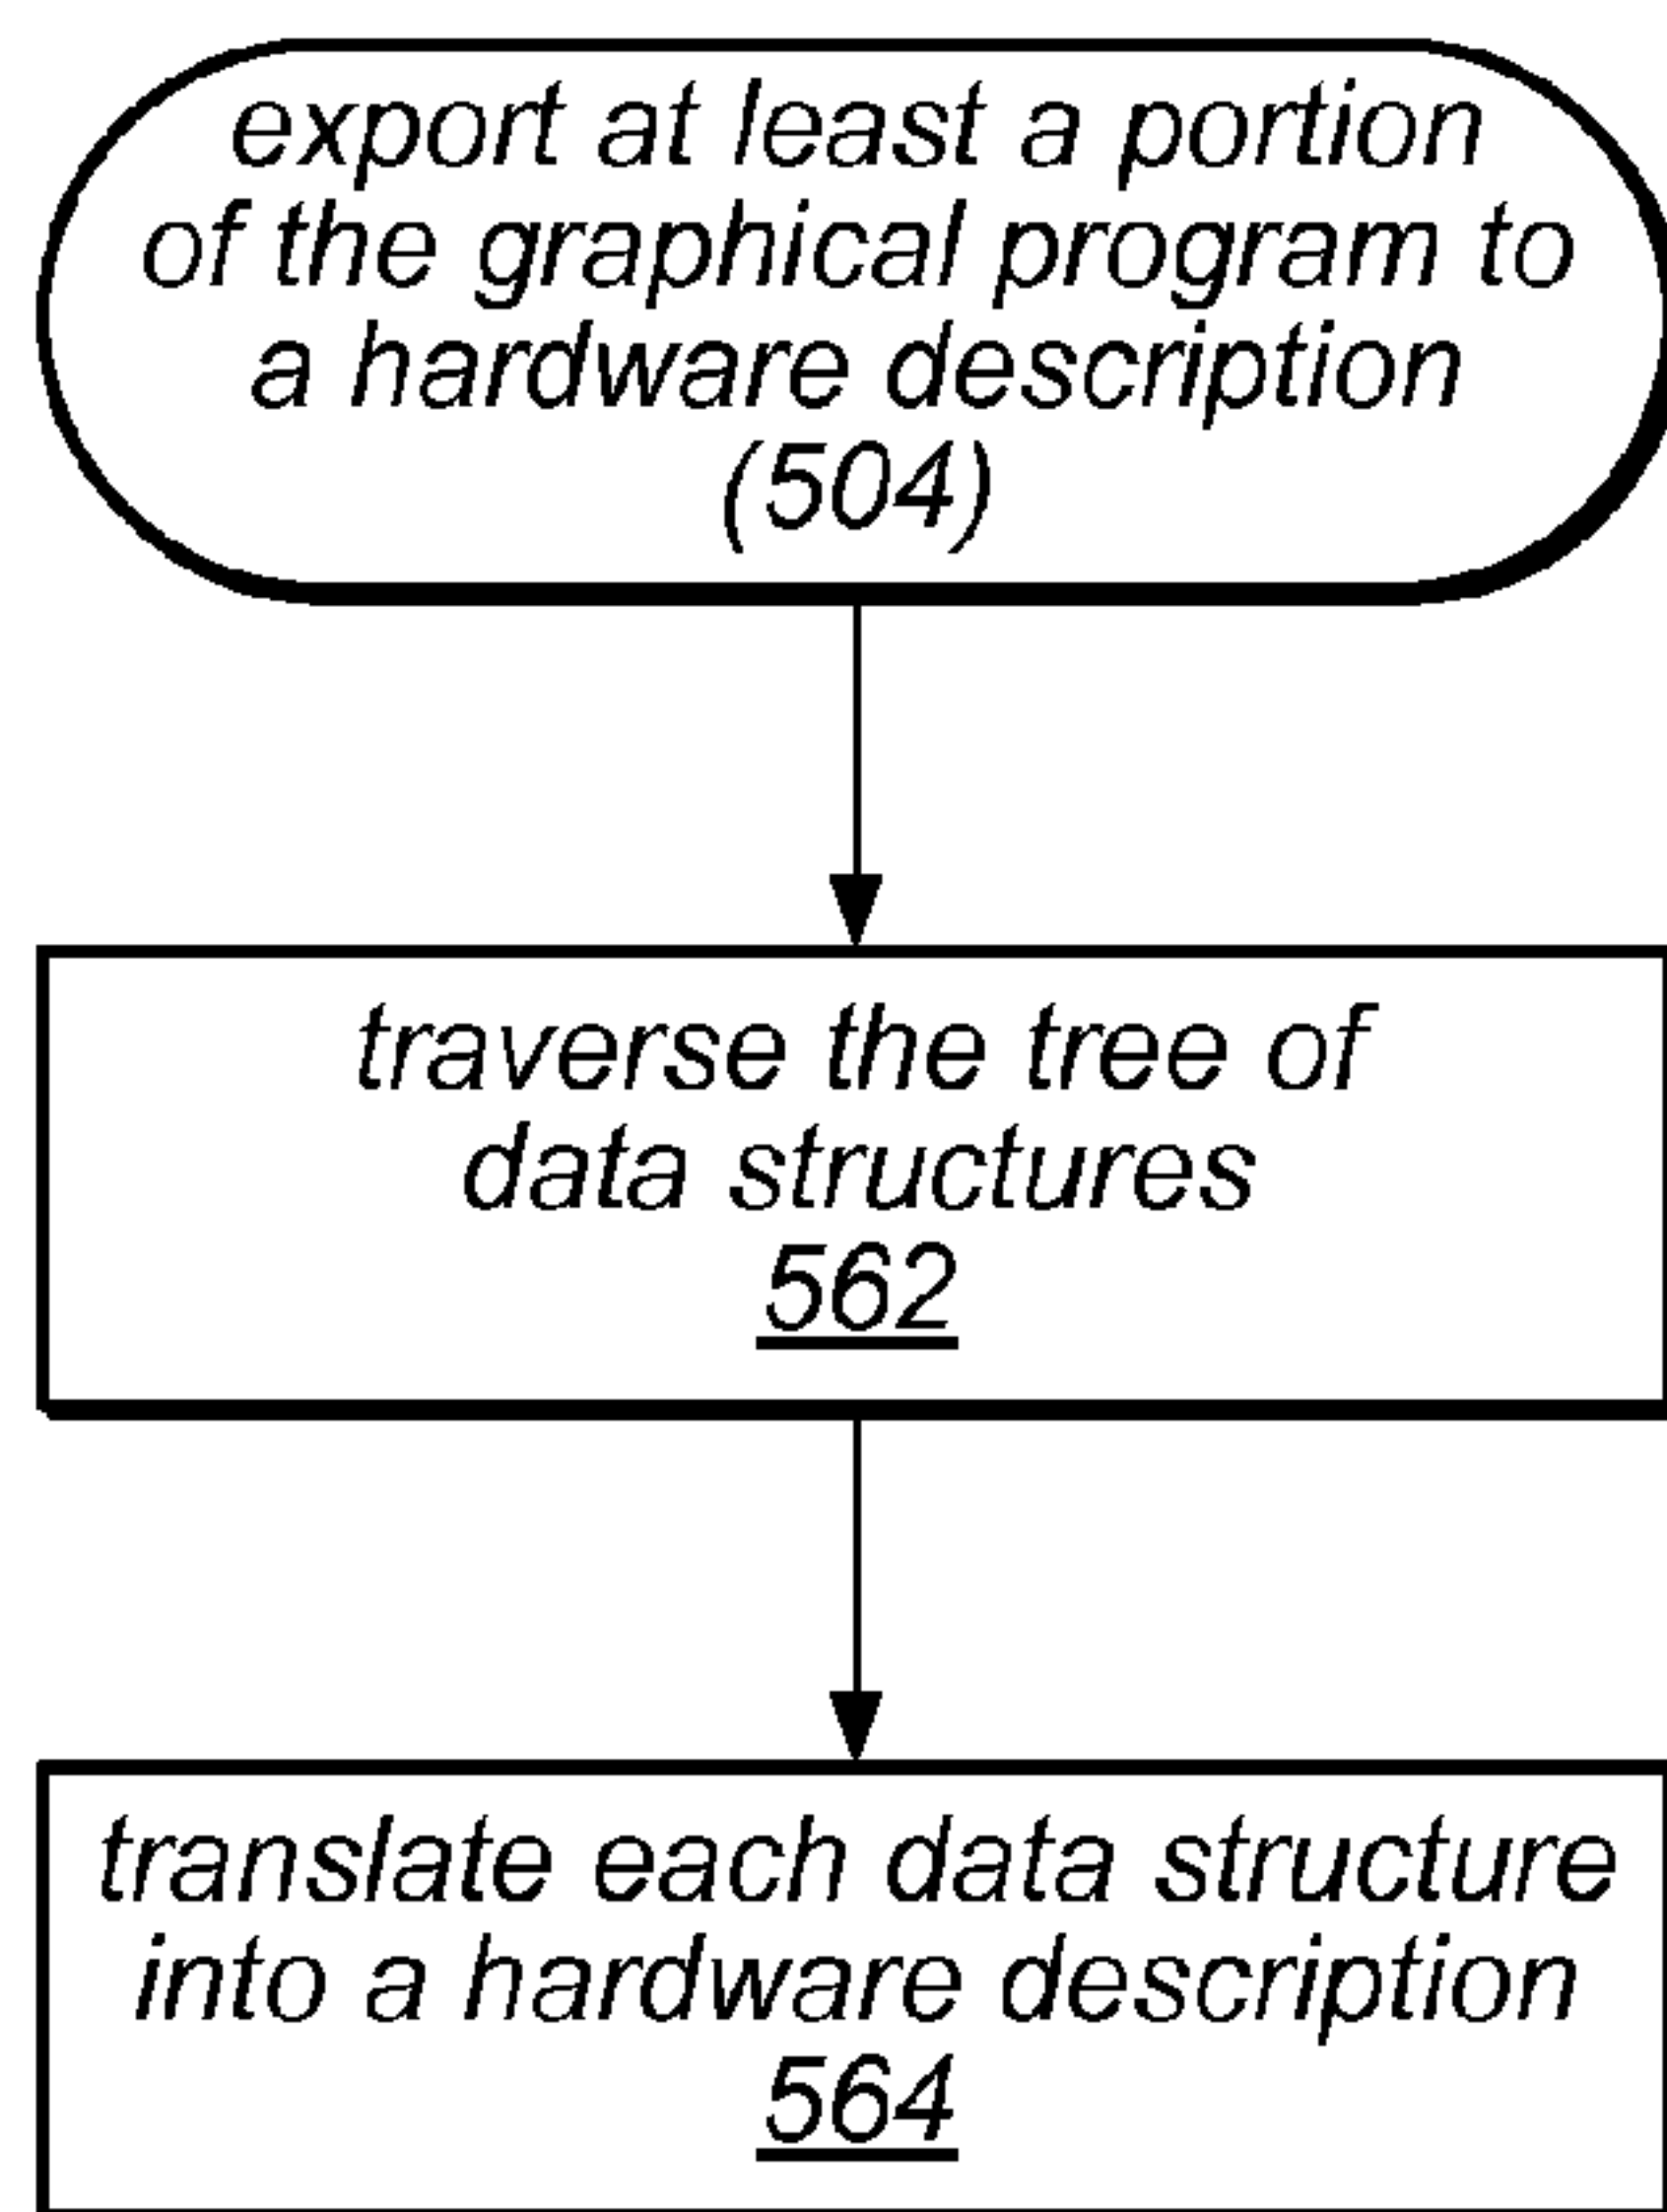 export at least a portion
of the graphical program to
a hardware description
(504)
traverse the tree of
data structures
562
translate each data structure
into a hardware description
564